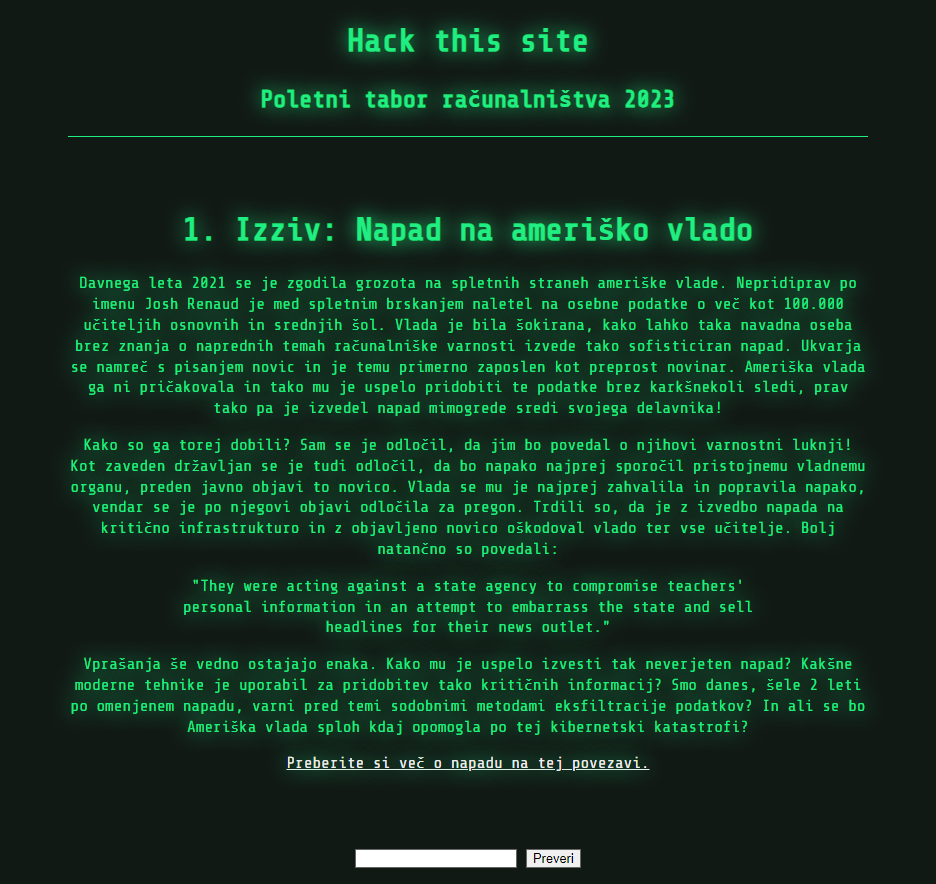 Hack this site
Poletni tabor računalništva 2023
1. Izziv: Napad na ameriško vlado
Davnega leta 2021 se je zgodila grozota na spletnih straneh ameriške vlade. Nepridiprav po
imenu Josh Renaud je med spletnim brskanjem naletel na osebne podatke o več kot 100.000
učiteljih osnovnih in srednjih šol. Vlada je bila šokirana, kako lahko taka navadna oseba
brez znanja o naprednih temah računalniške varnosti izvede tako sofisticiran napad. Ukvarja
se namreč s pisanjem novic in je temu primerno zaposlen kot preprost novinar. Ameriška vlada
ga ni pričakovala in tako mu je uspelo pridobiti te podatke brez karkšnekoli sledi, prav
tako pa je izvedel napad mimogrede sredi svojega delavnika!
Kako so ga torej dobili? Sam se je odločil, da jim bo povedal o njihovi varnostni luknji!
Kot zaveden državljan se je tudi odločil, da bo napako najprej sporočil pristojnemu vladnemu
organu, preden javno objavi to novico. Vlada se mu je najprej zahvalila in popravila napako,
vendar se je po njegovi objavi odločila za pregon. Trdili so, da je z izvedbo napada na
kritično infrastrukturo in z objavljeno novico oškodoval vlado ter vse učitelje. Bolj
natančno so povedali:
"They were acting against a state agency to compromise teachers'
personal information in an attempt to embarrass the state and sell
headlines for their news outlet."
Vprašanja še vedno ostajajo enaka. Kako mu je uspelo izvesti tak neverjeten napad? Kakšne
moderne tehnike je uporabil za pridobitev tako kritičnih informacij? Smo danes, šele 2 leti
po omenjenem napadu, varni pred temi sodobnimi metodami eksfiltracije podatkov? In ali se bo
Ameriška vlada sploh kdaj opomogla po tej kibernetski katastrofi?
Preberite si več o napadu na tej povezavi.
Preveri